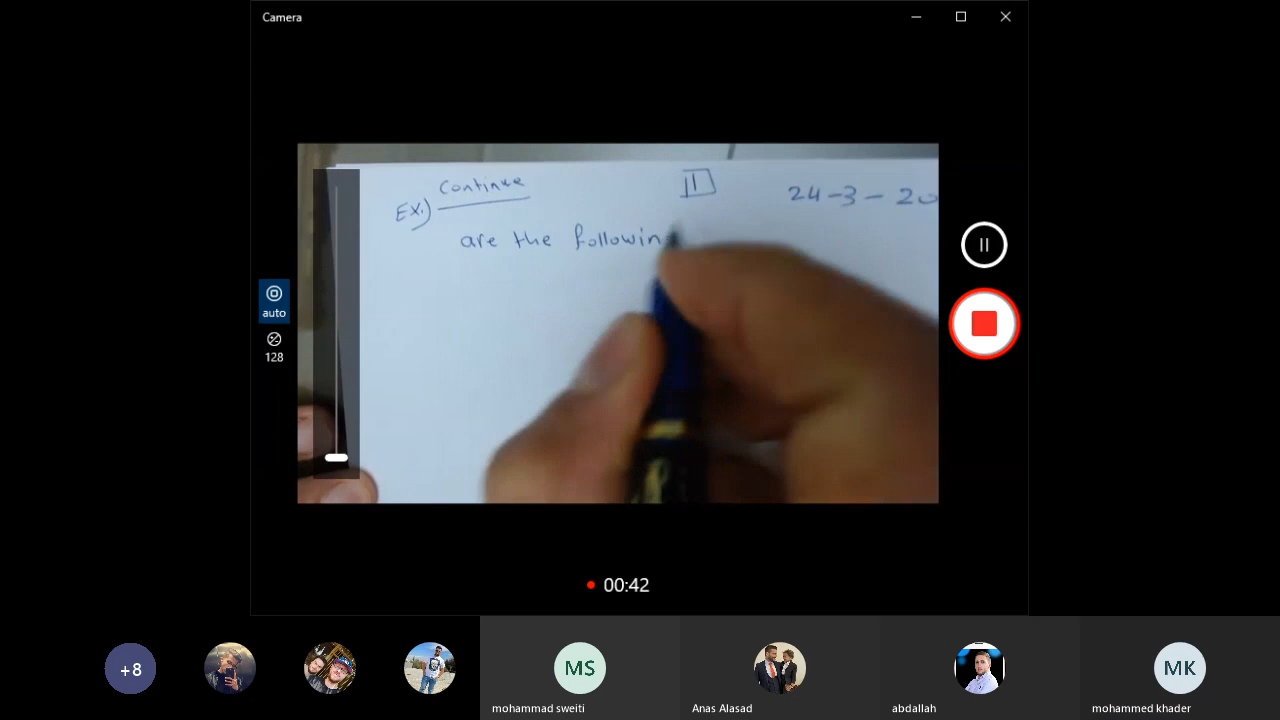 Camera
Continue
11
24-3-20
Ex.)
are the followin
auto
128
00:42
+8
MS
MK
mohammad sweiti
Anas Alasad
abdallah
mohammed khader